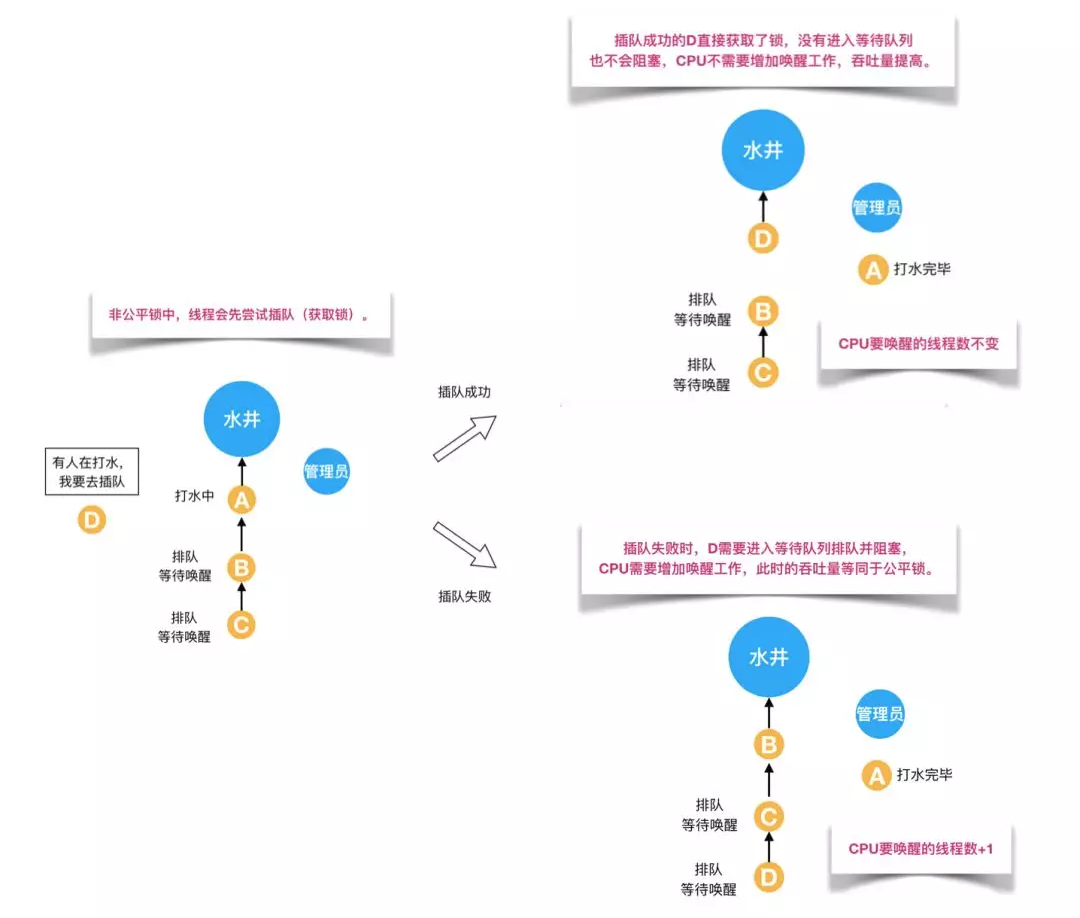 非公平锁中，线程会先尝试插队（获取锁）。
水井
有人在打水，
我要去插队
D
管理员
打水中
A
排队
等待唤醒
B
排队
等待唤醒
C
插队成功
插队失败
插队成功的D直接获取了锁，没有进入等待队列
也不会阻塞，CPU不需要增加唤醒工作，吞吐量提高。
水井
管理员
D
A
打水完毕
排队
等待唤醒
B
CPU要唤醒的线程数不变
排队
等待唤醒
C
插队失败时，D需要进入等待队列排队并阻塞，
CPU需要增加唤醒工作，此时的吞吐量等同于公平锁。
水井
管理员
B
A
打水完毕
排队
等待唤醒
C
CPU要唤醒的线程数+1
排队
等待唤醒
D